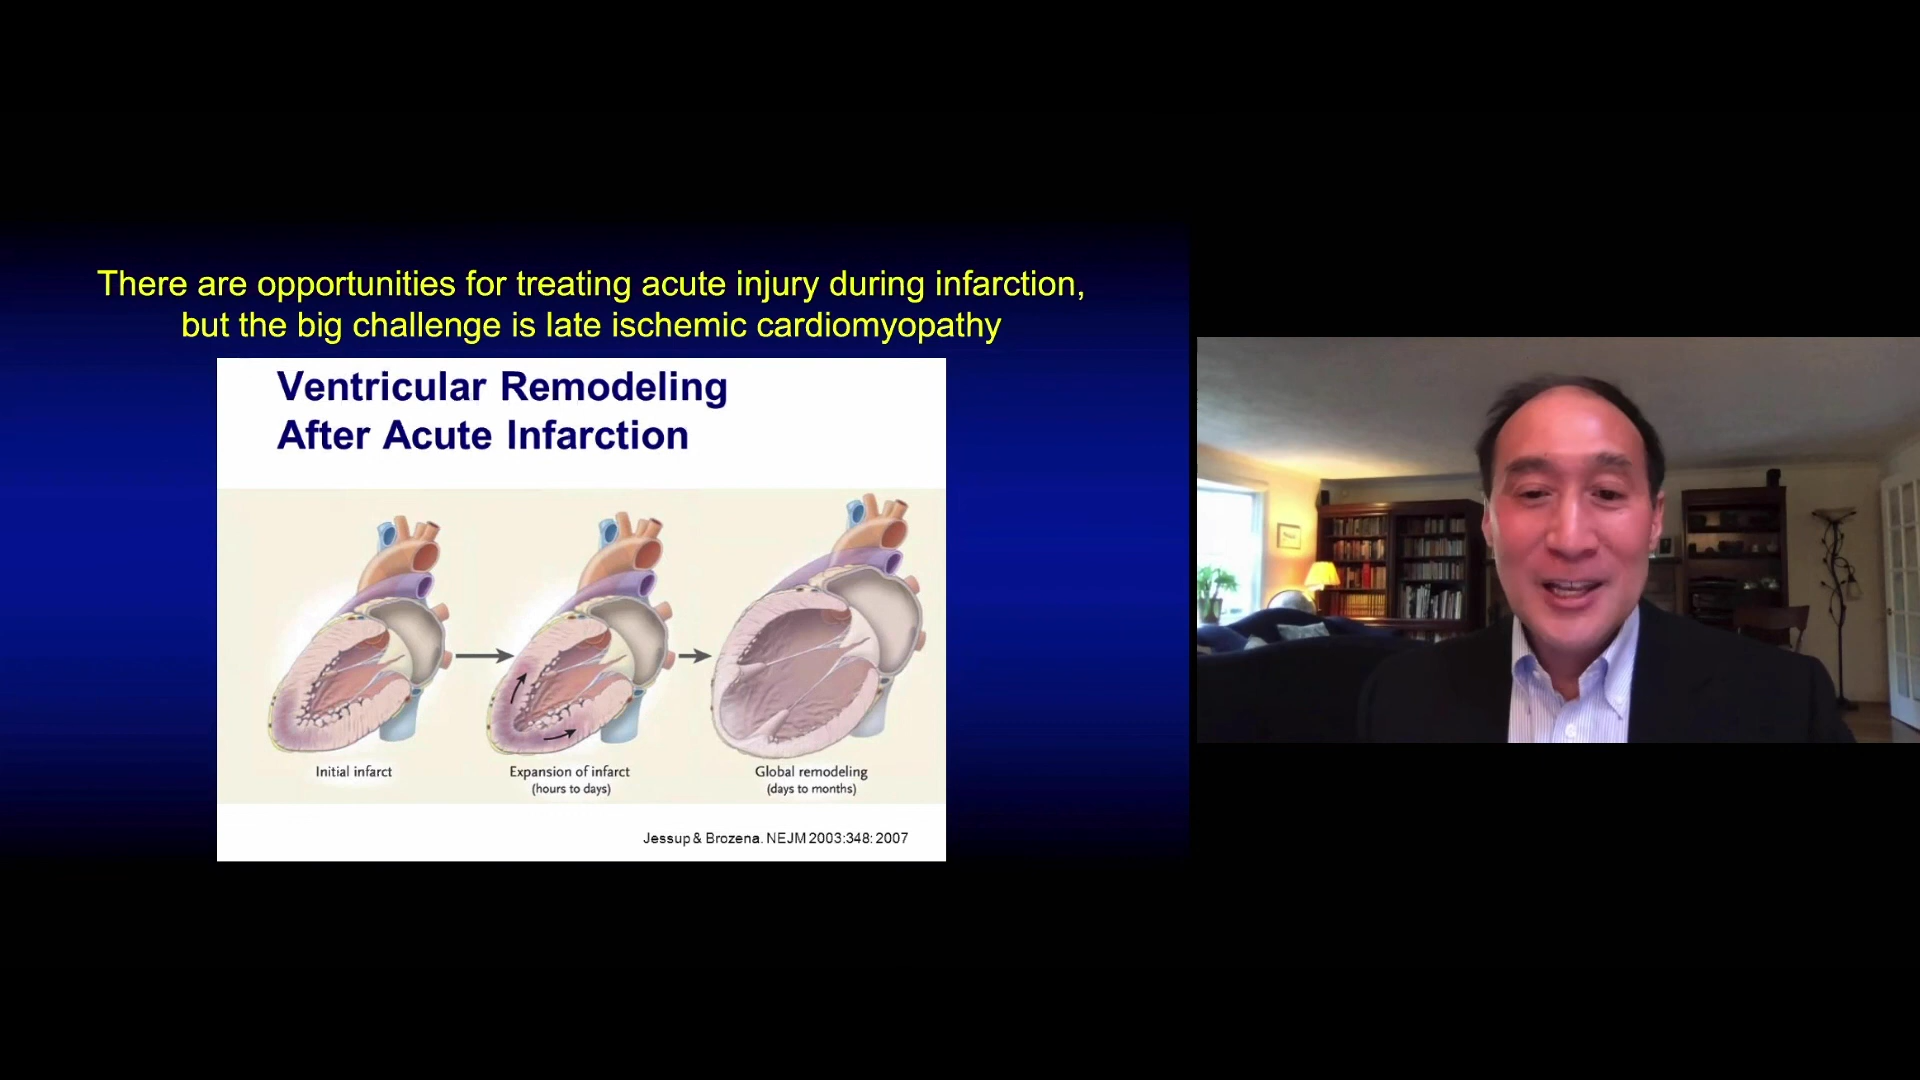 There are opportunities for treating acute injury during infarction,
but the big challenge is late ischemic cardiomyopathy
Ventricular Remodeling
After Acute Infarction
Initial infarct
Expansion of infarct
(hours to days)
Global remodeling
(days to months)
Jessup & Brozena. NEJM 2003:348: 2007